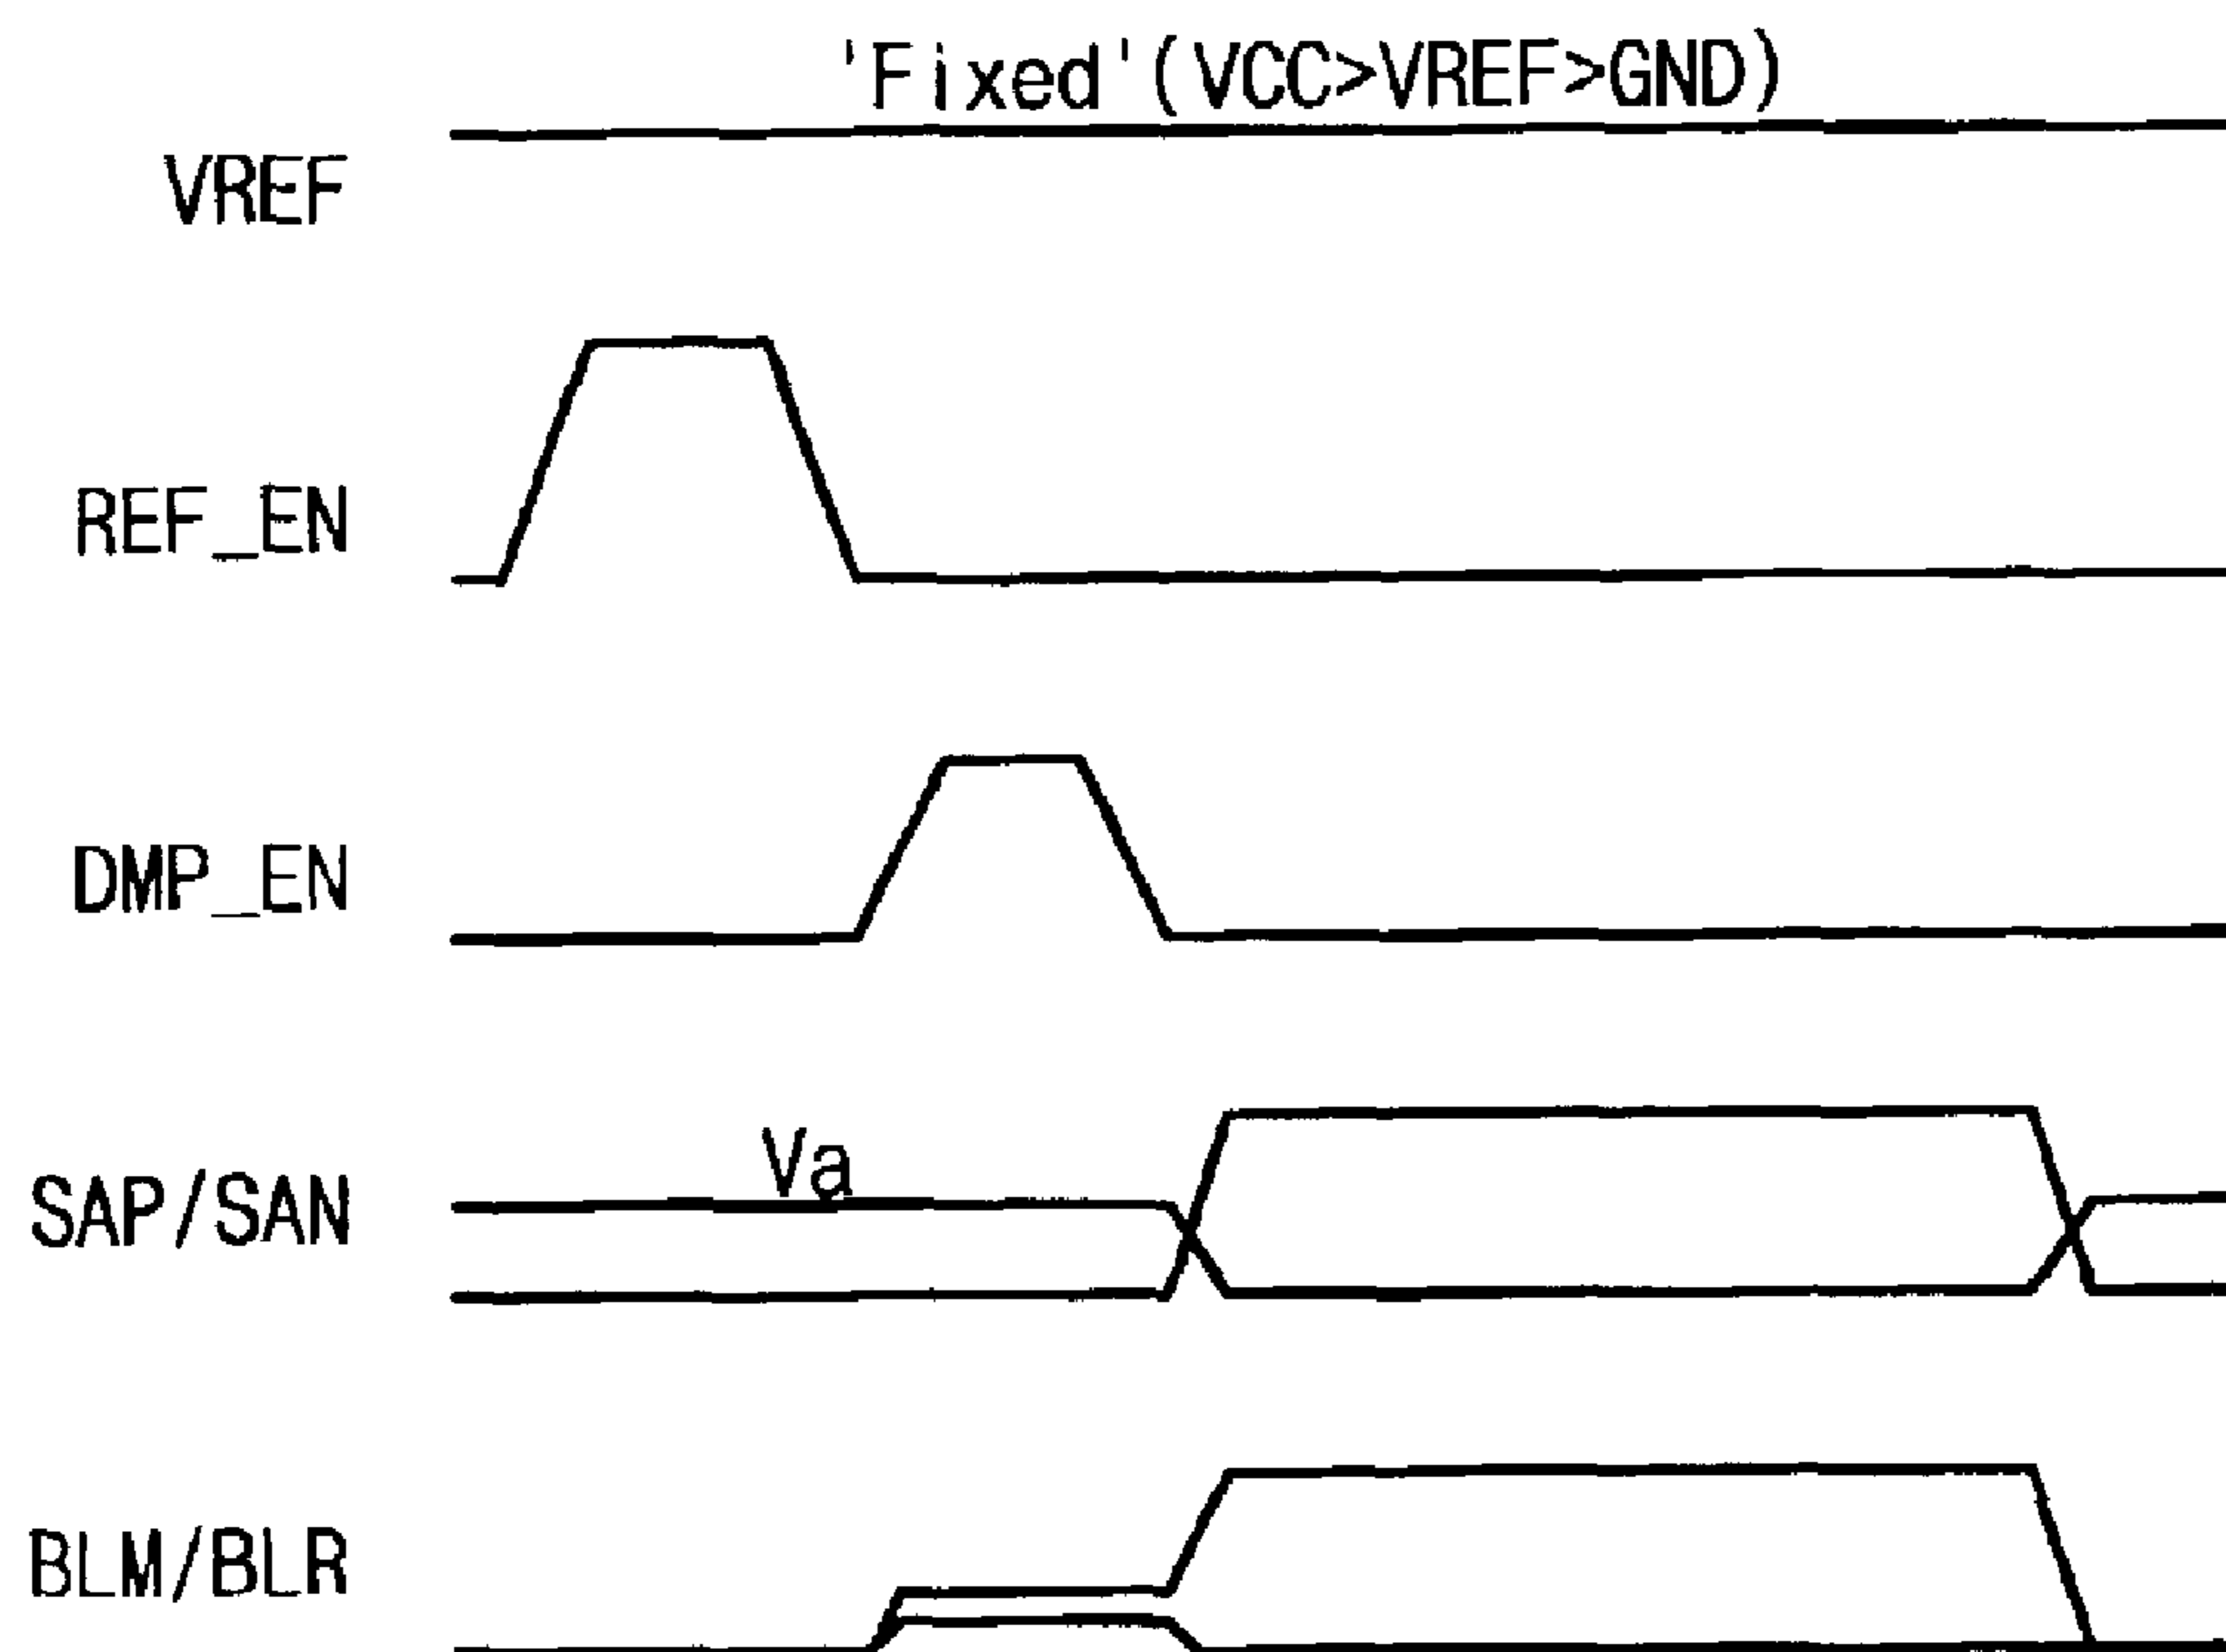 'Fixed'(VCC>VREF>GND)
VREF
REF_EN
DMP_EN
Va
SAP/SAN
BLM/BLR